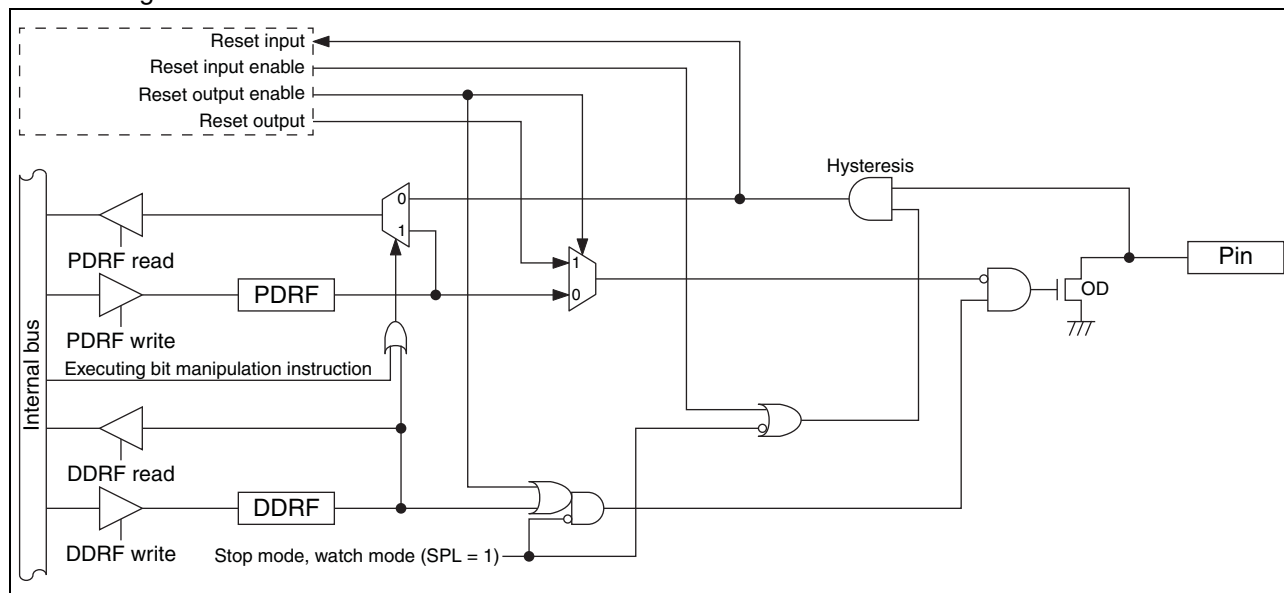 Reset input
Reset input enable
Reset output enable
Reset output
Hysteresis
0
1
PDRF read
1
Pin
PDRF
0
OD
PDRF write
Executing bit manipulation instruction
Internal bus
DDRF read
DDRF
DDRF write
Stop mode, watch mode (SPL = 1)